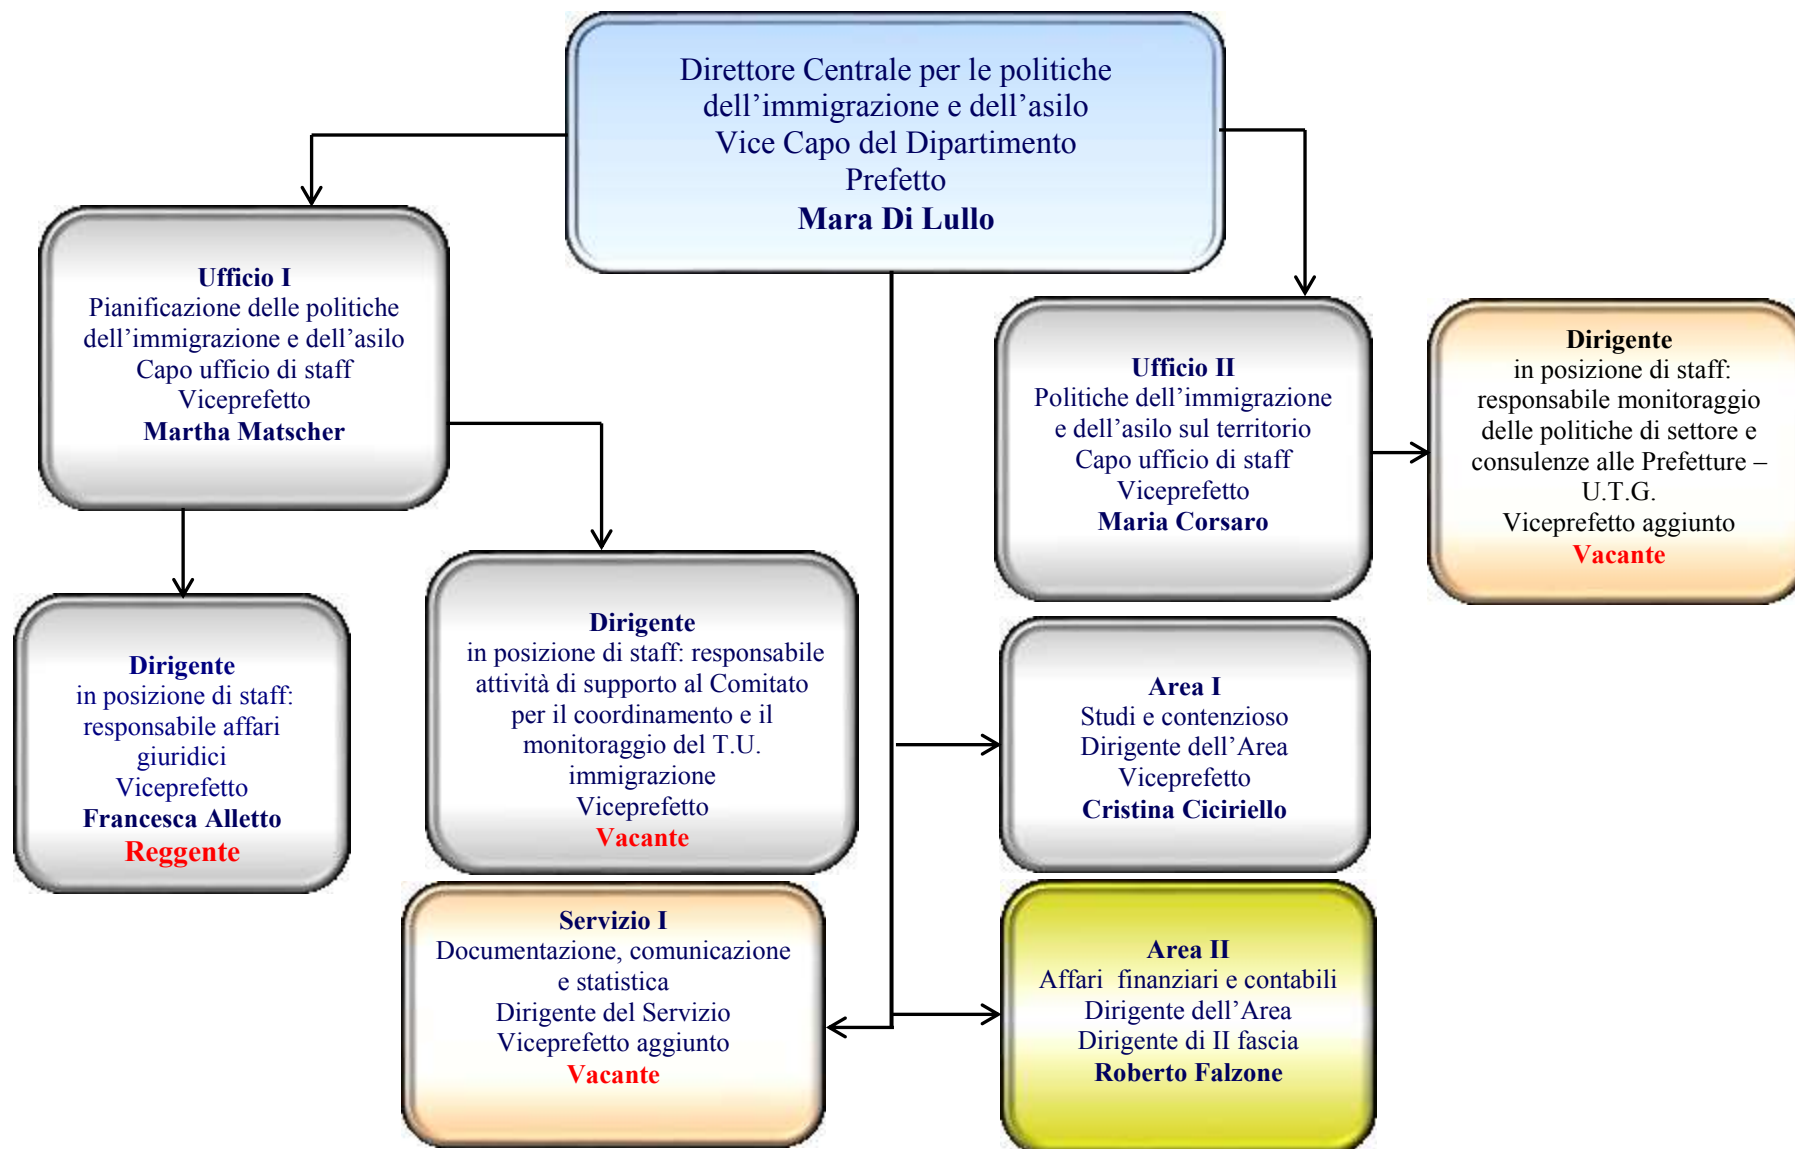 Direttore Centrale per le politiche
dell’immigrazione e dell’asilo
Vice Capo del Dipartimento
Prefetto
Mara Di Lullo
Ufficio I
Pianificazione delle politiche
dell’immigrazione e dell’asilo
Capo ufficio di staff
Viceprefetto
Martha Matscher
Ufficio II
Politiche dell’immigrazione
e dell’asilo sul territorio
Capo ufficio di staff
Viceprefetto
Maria Corsaro
Dirigente
in posizione di staff:
responsabile monitoraggio
delle politiche di settore e
consulenze alle Prefetture –
U.T.G.
Viceprefetto aggiunto
Vacante
Dirigente
in posizione di staff:
responsabile affari
giuridici
Viceprefetto
Francesca Alletto
Reggente
Dirigente
in posizione di staff: responsabile
attività di supporto al Comitato
per il coordinamento e il
monitoraggio del T.U.
immigrazione
Viceprefetto
Vacante
Area I
Studi e contenzioso
Dirigente dell’Area
Viceprefetto
Cristina Ciciriello
Servizio I
Documentazione, comunicazione
e statistica
Dirigente del Servizio
Viceprefetto aggiunto
Vacante
Area II
Affari  finanziari e contabili
Dirigente dell’Area
Dirigente di II fascia
Roberto Falzone